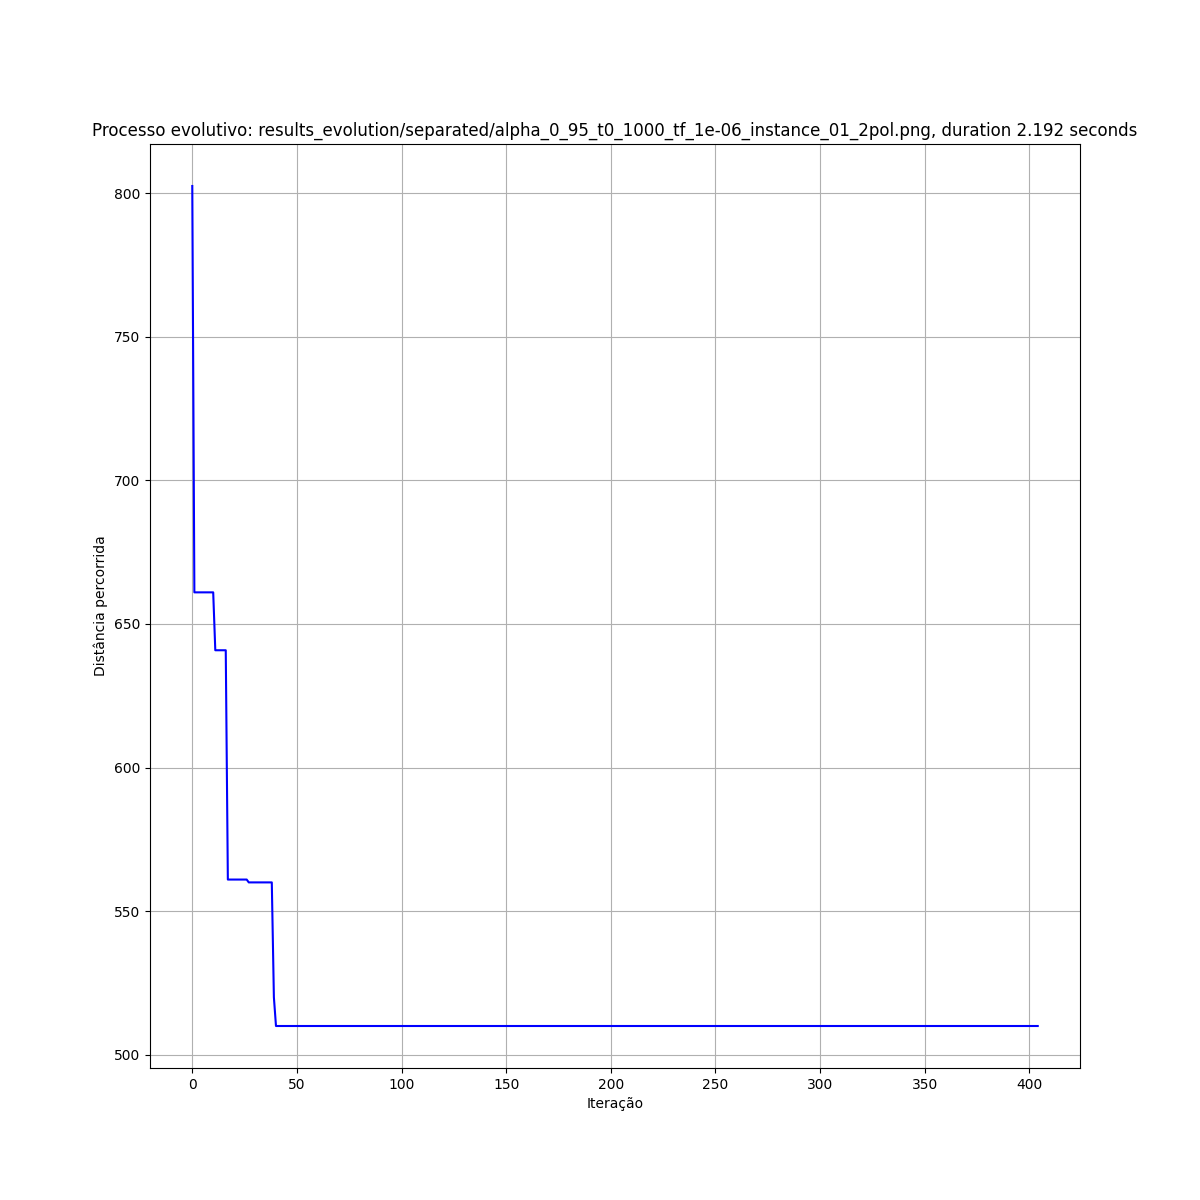 Processo evolutivo: results_evolution/separated/alpha_0_95_t0_1000_tf_1e-06_instance_01_2pol.png, duration 2.192 seconds
800
750
700
650
600
550
500
Distância percorrida
0 50 100 150 200 250 300 350 400
Iteração